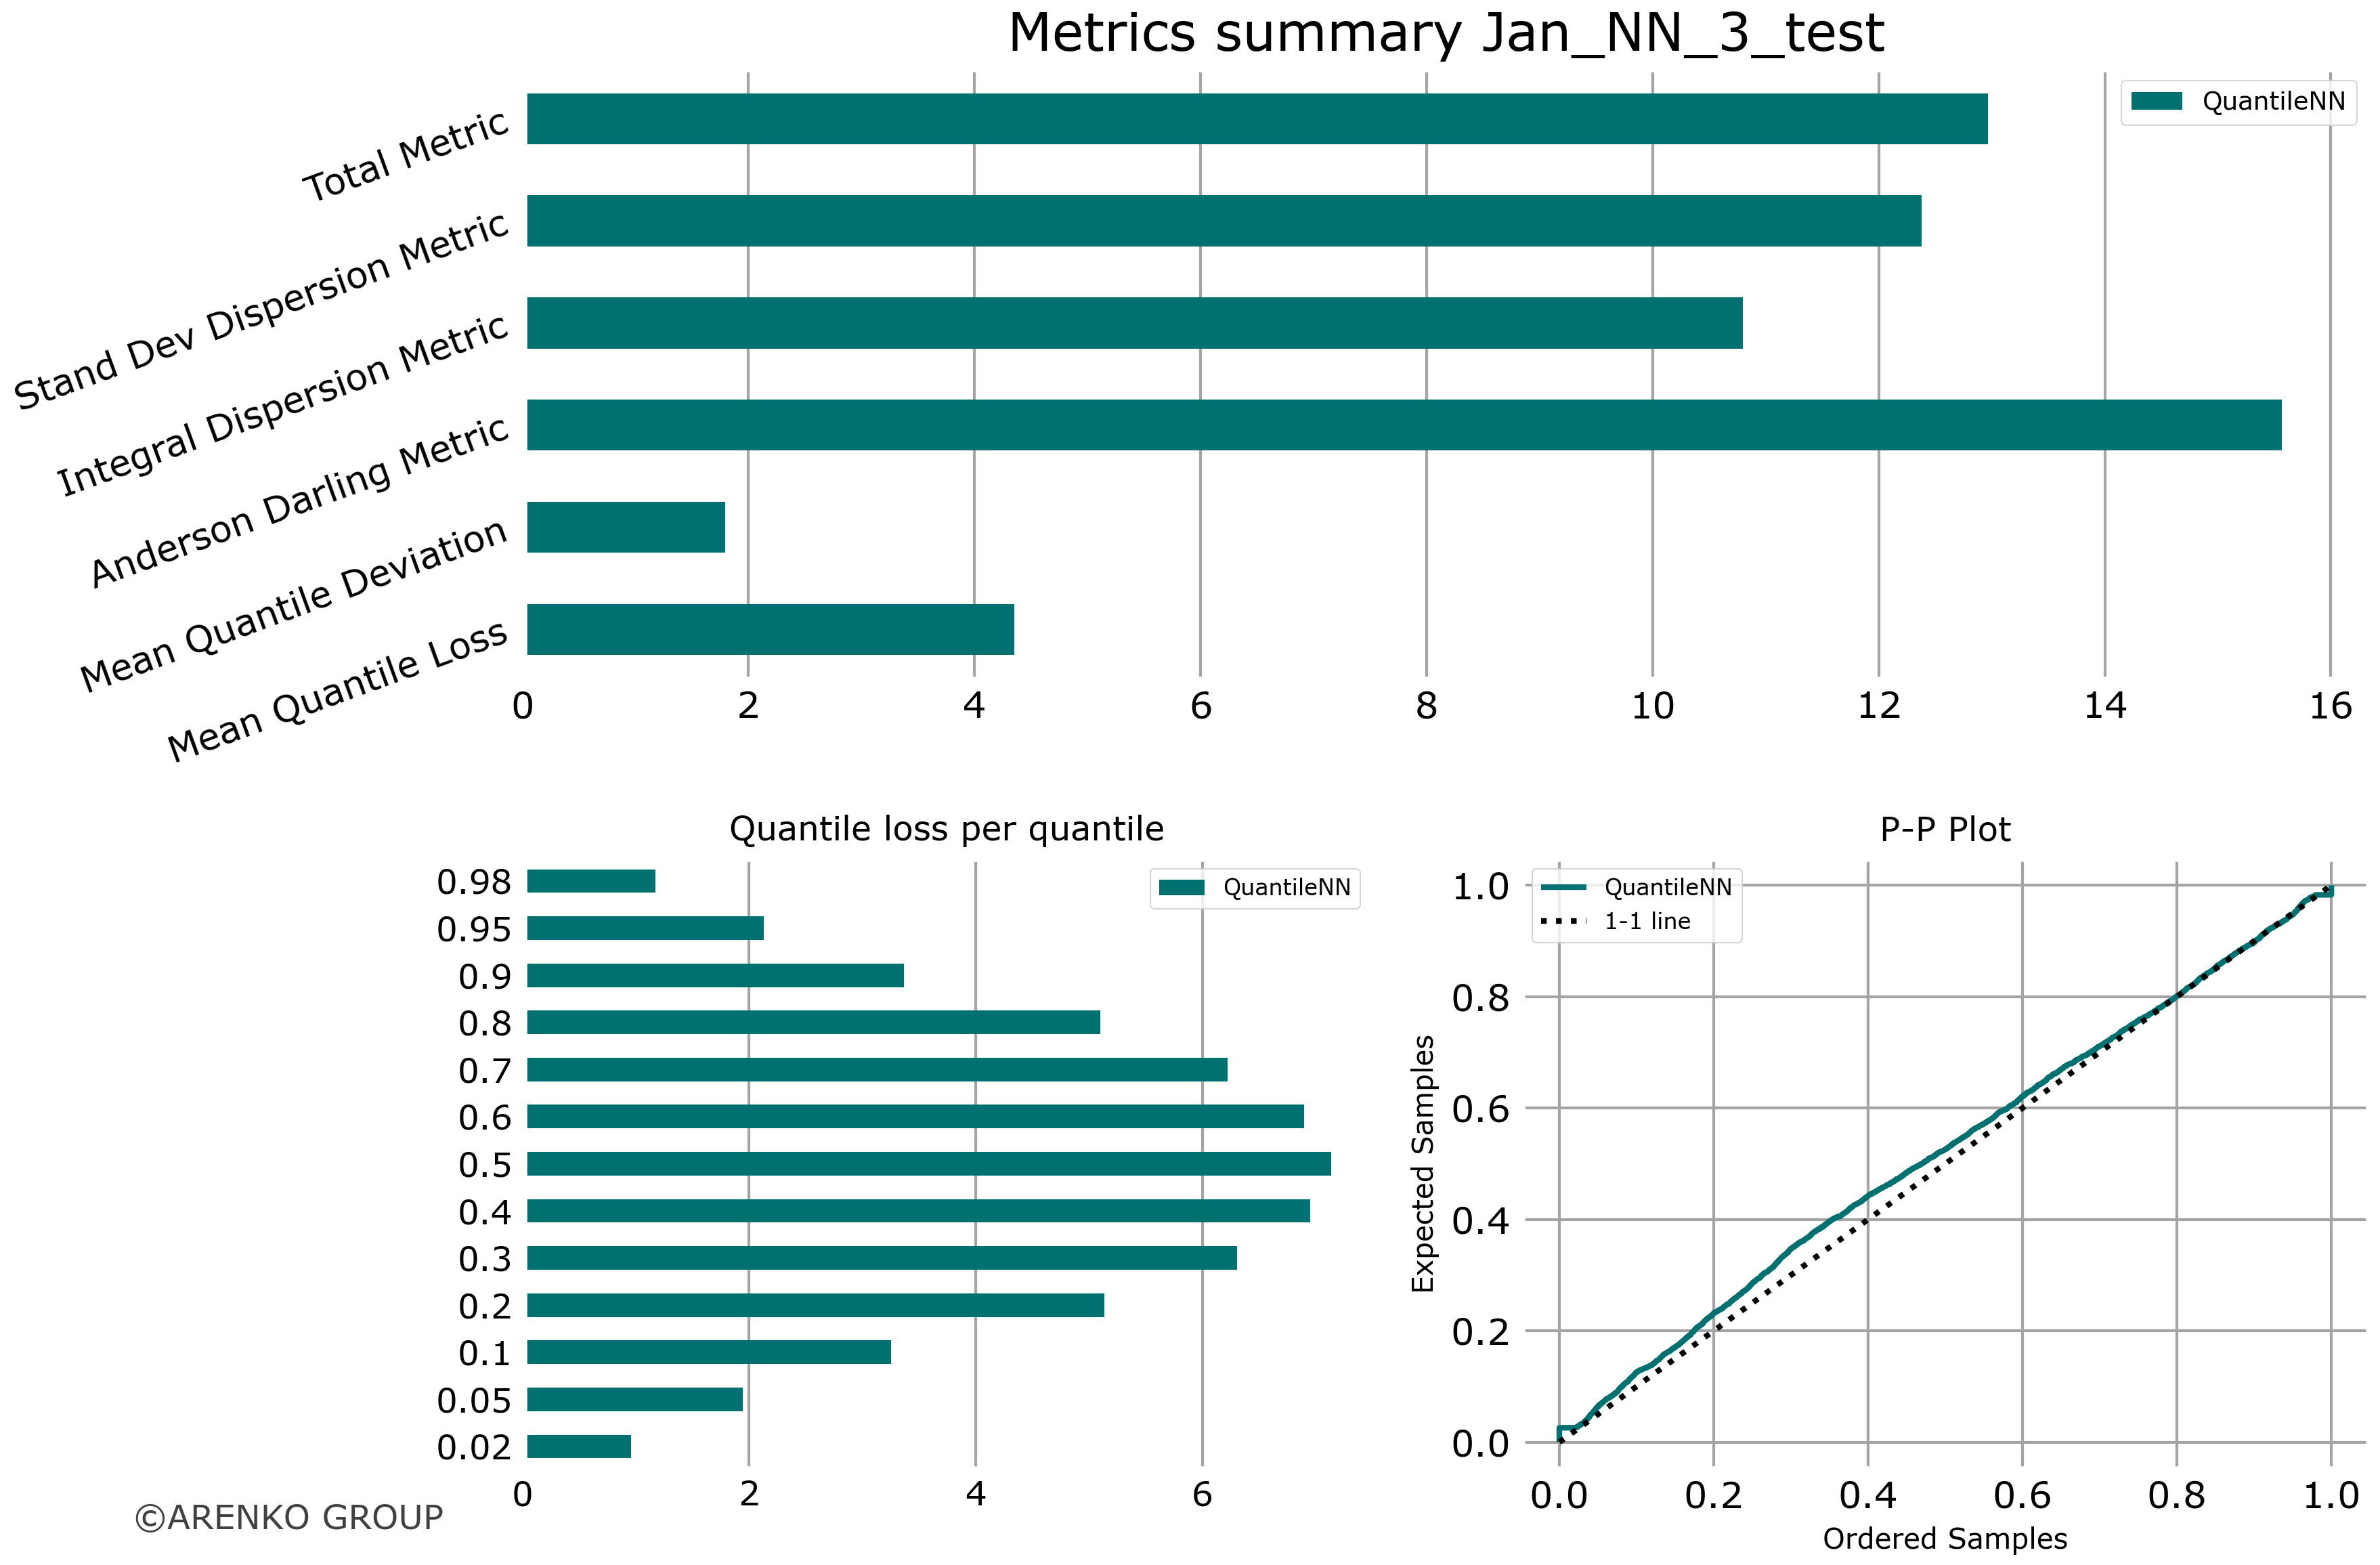 Metrics summary Jan_NN_3_test
QuantileNN
Total Metric
Stand Dev Dispersion Metric
Integral Dispersion Metric
Anderson Darling Metric
Mean Quantile Deviation
Mean Quantile Loss
0 2 4 6 8 10 12 14 16
Quantile loss per quantile
QuantileNN
0.98
0.95
0.9
0.8
0.7
0.6
0.5
0.4
0.3
0.2
0.1
0.05
0.02
0 2 4 6
P-P Plot
QuantileNN
1-1 line
Expected Samples
1.0
0.8
0.6
0.4
0.2
0.0
0.0 0.2 0.4 0.6 0.8 1.0
Ordered Samples
©ARENKO GROUP